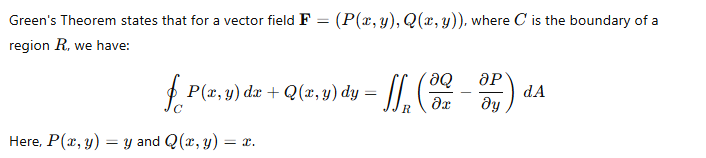 Green's Theorem states that for a vector field F = (P(x, y), Q(x, y)), where C is the boundary of a
region R, we have:
∮_C P(x, y) dx + Q(x, y) dy = ∬_R (∂Q/∂x − ∂P/∂y) dA
Here, P(x, y) = y and Q(x, y) = x.